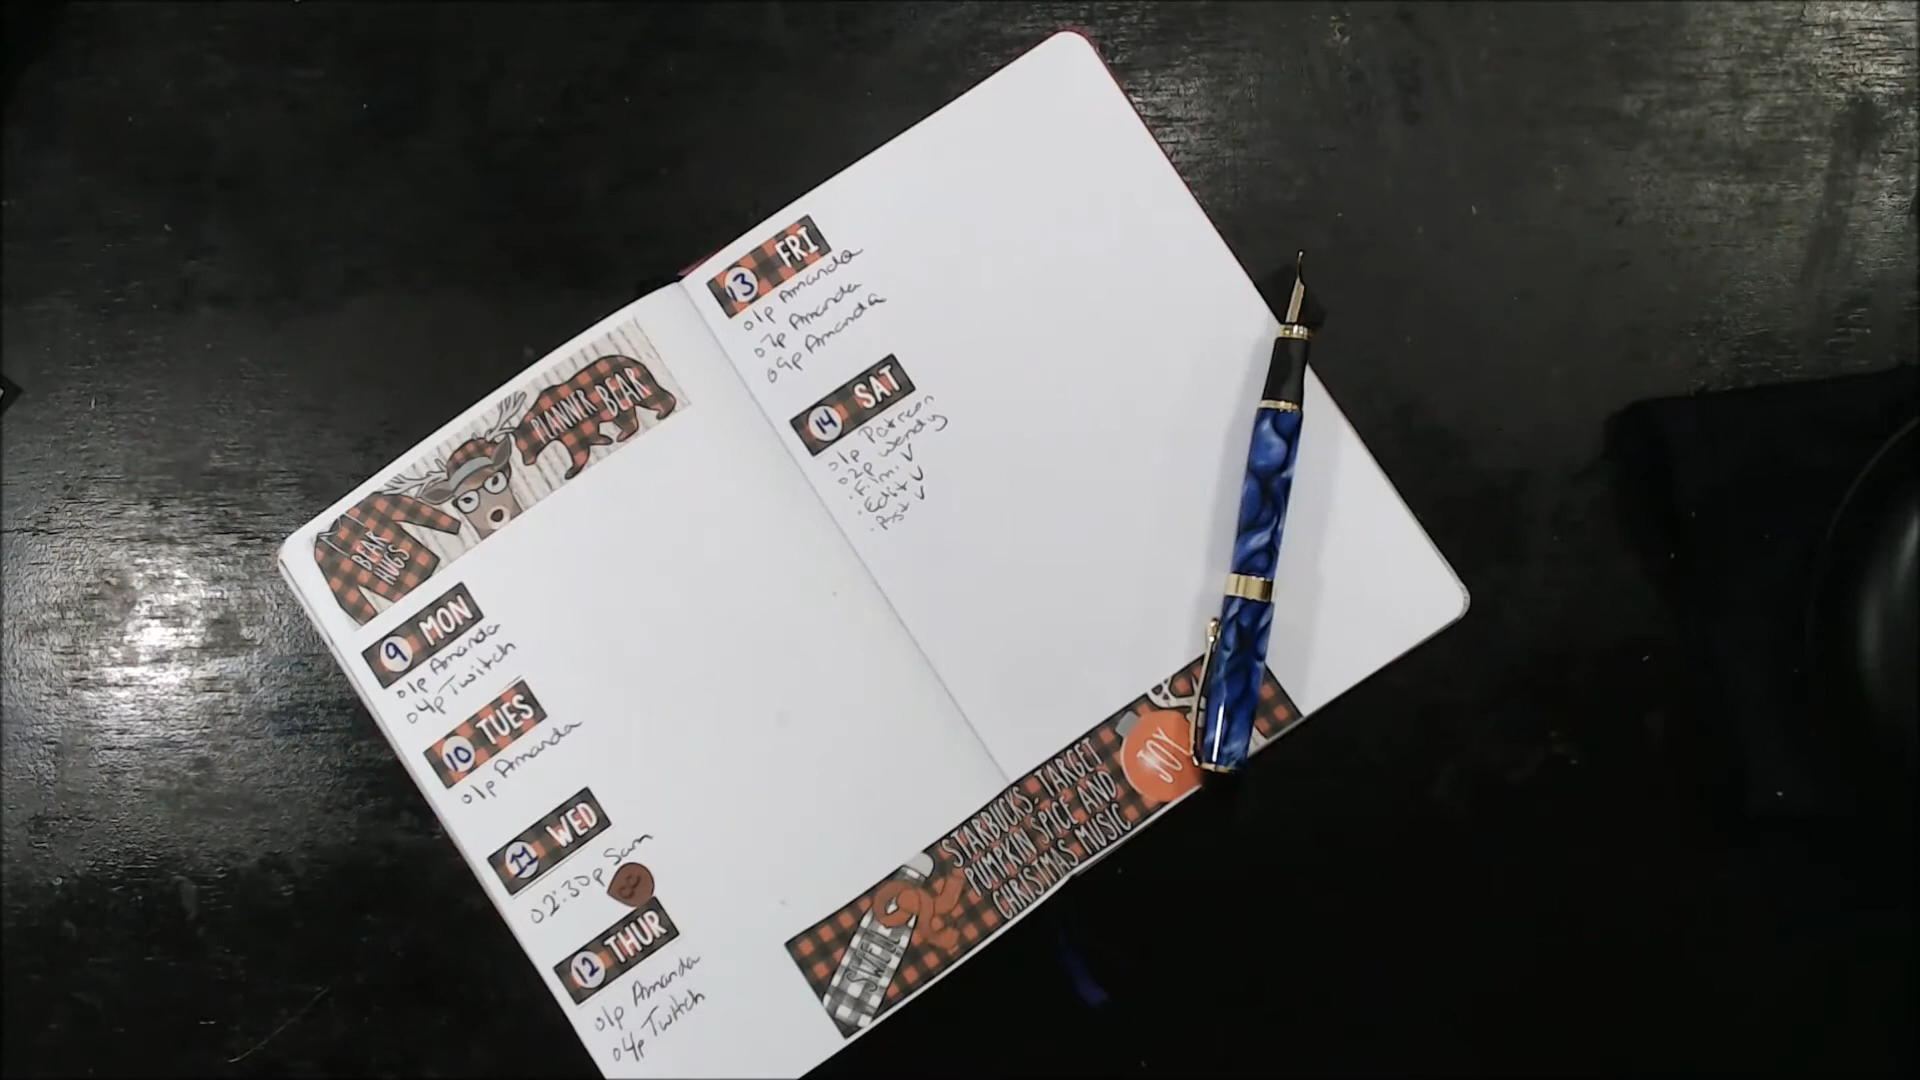 PLANNER BEAR
BEAR
HUGS
9 MON
01p Amanda
04p Twitch
10 TUES
01p Amanda
11 WED
02:30p Sam
12 THUR
01p Amanda
04p Twitch
13 FRI
01p Amanda
07p Amanda
09p Amanda
14 SAT
01p Patreon
02p Wendy
· Film ✓
· Edit ✓
· Post ✓
STARBUCKS, TARGET
PUMPKIN SPICE AND
CHRISTMAS MUSIC
JOY